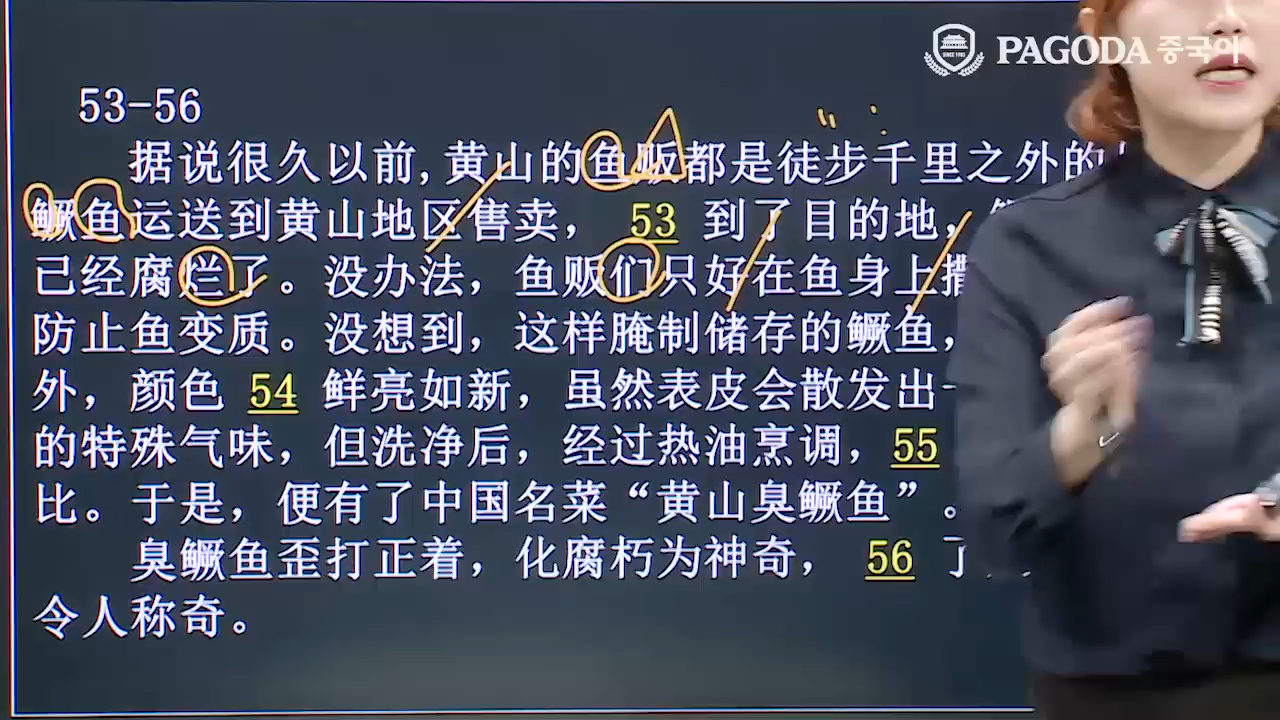 PAGODA 중국어
53-56
据说很久以前,黄山的鱼贩都是徒步千里之外的
鳜鱼运送到黄山地区售卖， 53 到了目的地，
已经腐烂了。没办法，鱼贩们只好在鱼身上撒
防止鱼变质。没想到，这样腌制储存的鳜鱼，
外，颜色 54 鲜亮如新，虽然表皮会散发出一
的特殊气味，但洗净后，经过热油烹调，55
比。于是，便有了中国名菜“黄山臭鳜鱼”。
臭鳜鱼歪打正着，化腐朽为神奇， 56 了
令人称奇。